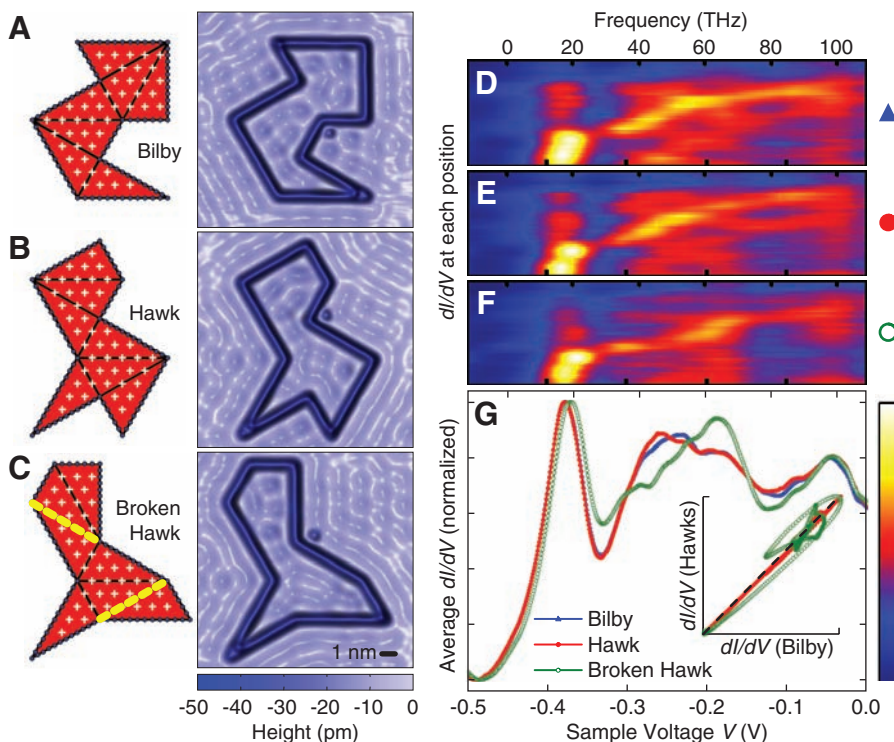 A
Bilby
B
Hawk
C
Broken
Hawk
1 nm
-50 -40 -30 -20 -10 0
Height (pm)
Frequency (THz)
0 20 40 60 80 100
D
E
F
dI/dV at each position
G
Average dI/dV (normalized)
Bilby
Hawk
Broken Hawk
dI/dV (Hawks)
dI/dV (Bilby)
-0.5 -0.4 -0.3 -0.2 -0.1 0.0
Sample Voltage V (V)